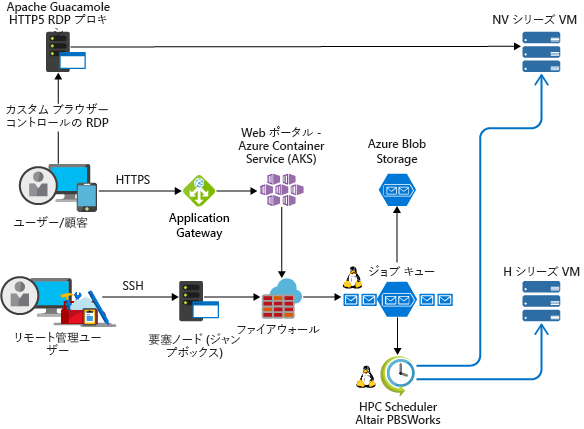 Apache Guacamole
HTTP5 RDP プロキ
シ
NV シリーズ VM
カスタム ブラウザー
コントロールの RDP
Web ポータル -
Azure Container
Service (AKS)
Azure Blob
Storage
HTTPS
ユーザー/顧客
Application
Gateway
SSH
ジョブ キュー
H シリーズ VM
リモート管理ユー
ザー
要塞ノード (ジャン
プボックス)
ファイアウォール
HPC Scheduler
Altair PBSWorks